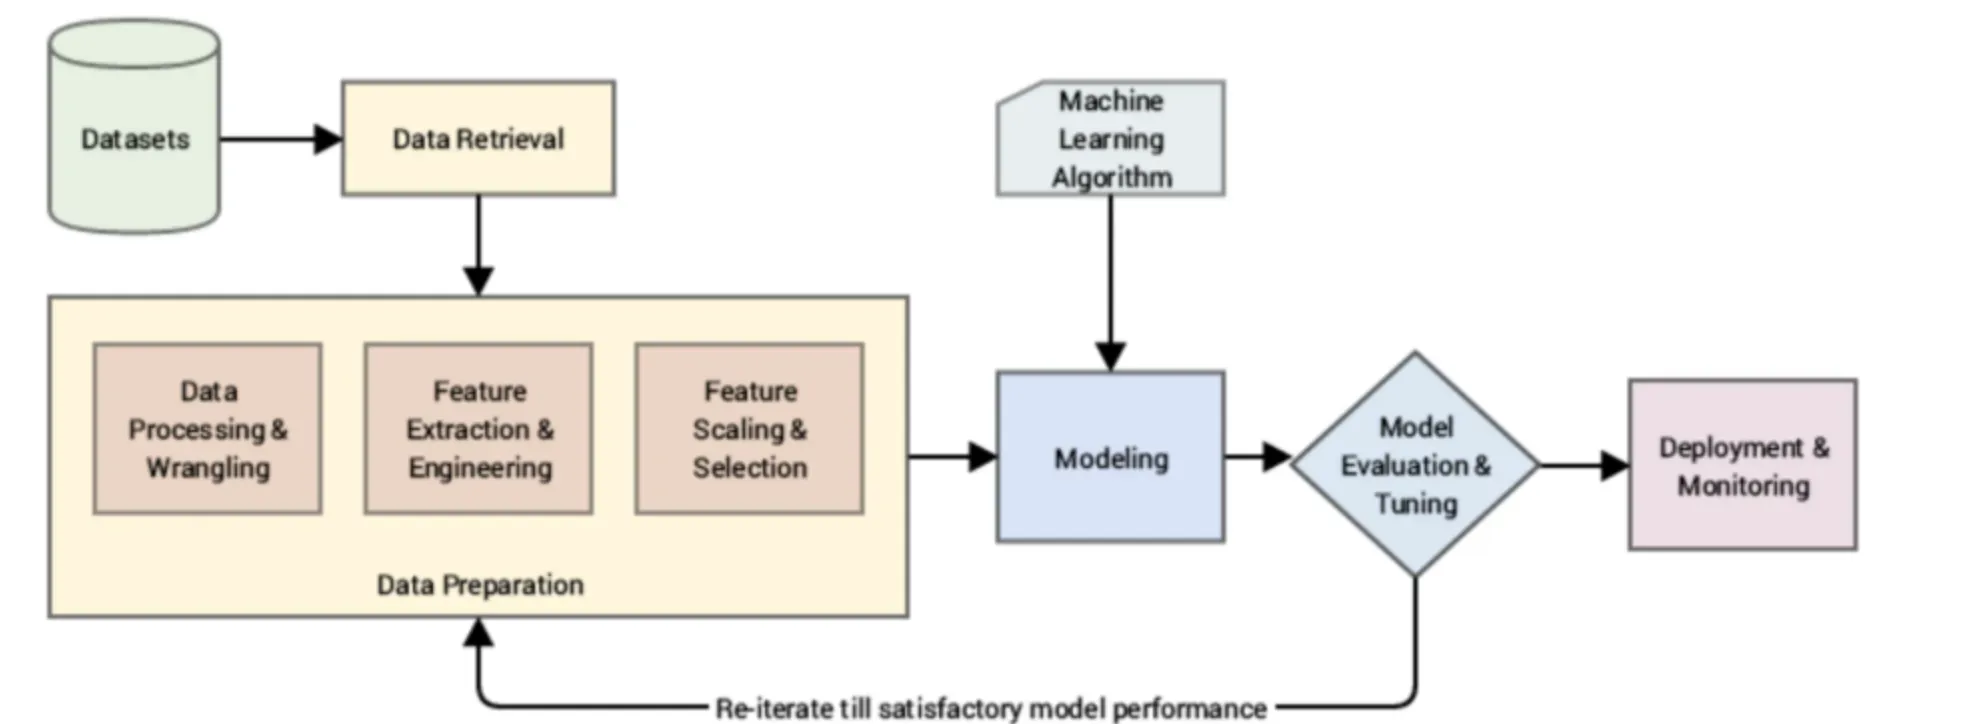 Datasets
Data Retrieval
Machine
Learning
Algorithm
Data
Processing &
Wrangling
Feature
Extraction &
Engineering
Feature
Scaling &
Selection
Data Preparation
Modeling
Model
Evaluation &
Tuning
Deployment &
Monitoring
Re-iterate till satisfactory model performance